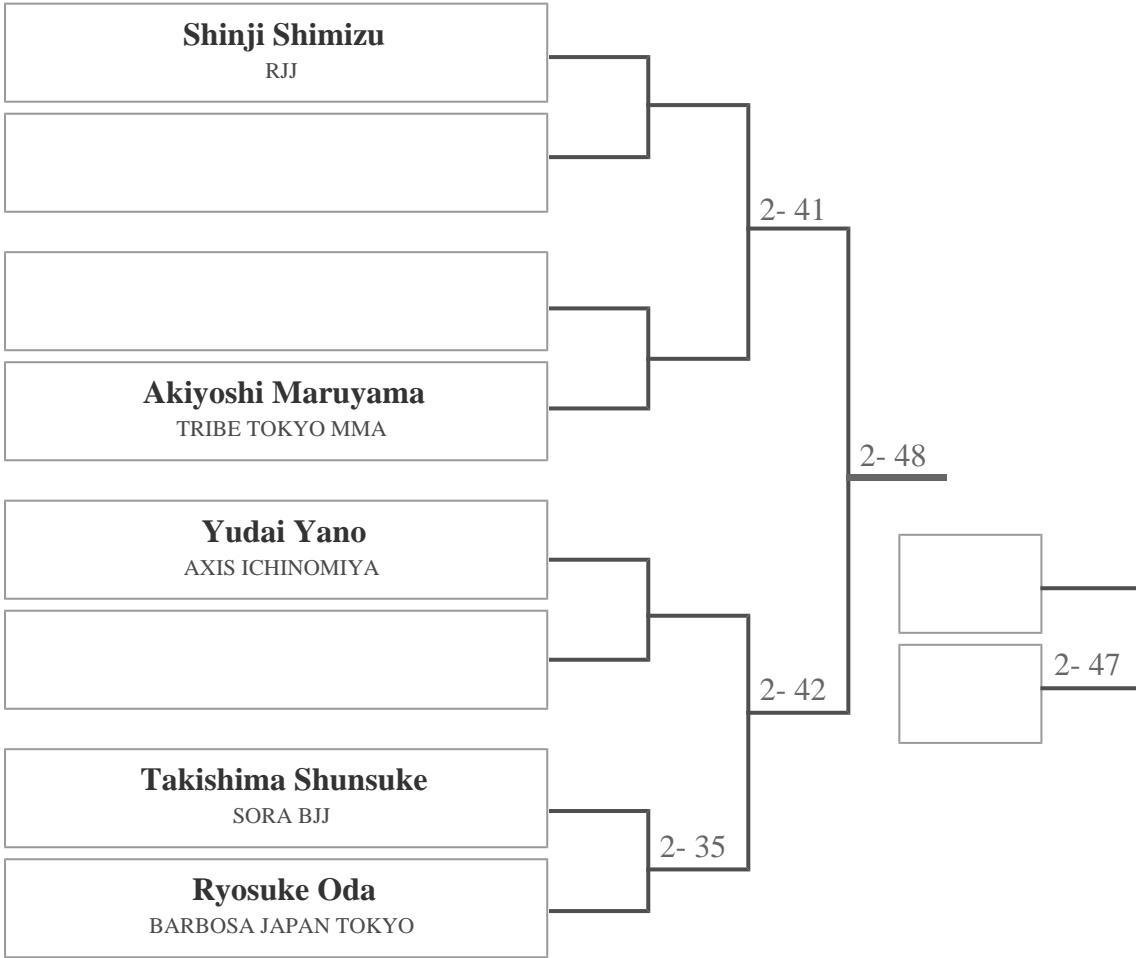 Shinji Shimizu
RJJ
2- 41
Akiyoshi Maruyama
TRIBE TOKYO MMA
2- 48
Yudai Yano
AXIS ICHINOMIYA
2- 47
2- 42
Takishima Shunsuke
SORA BJJ
2- 35
Ryosuke Oda
BARBOSA JAPAN TOKYO